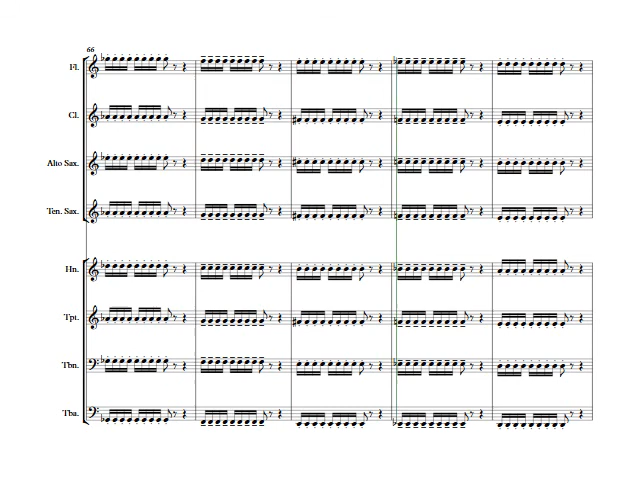 66
Fl.
Cl.
Alto Sax.
Ten. Sax.
Hn.
Tpt.
Tbn.
Tba.